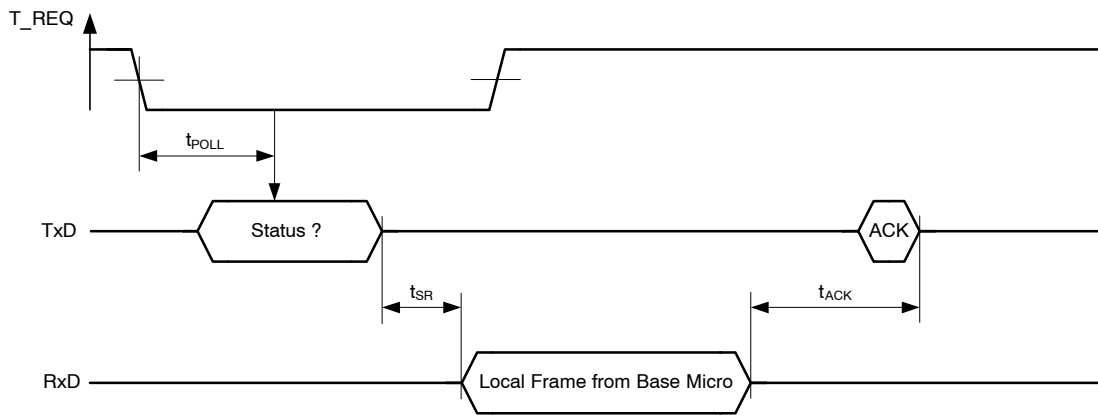 T_REQ
tPOLL
TxD
Status ?
ACK
tSR
tACK
RxD
Local Frame from Base Micro